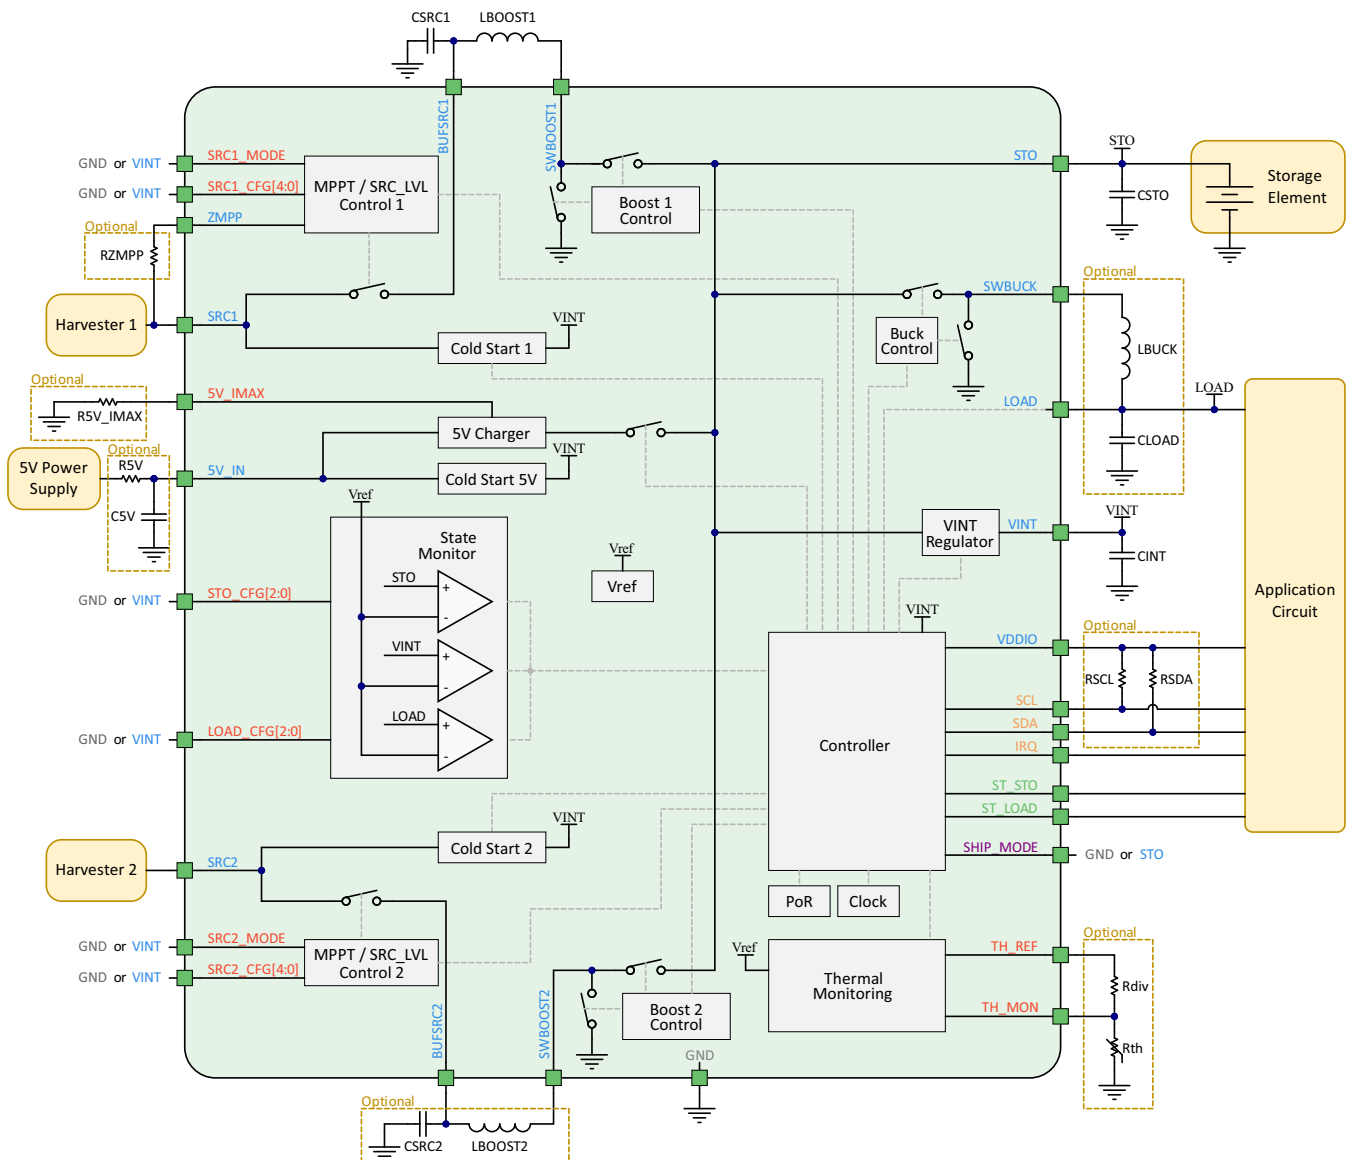 CSRC1
LBOOST1
BUFSRC1
SWBOOST1
GND or VINT
SRC1_MODE
GND or VINT
SRC1_CFG[4:0]
ZMPP
MPPT / SRC_LVL
Control 1
Boost 1
Control
STO
STO
CSTO
Storage
Element
Optional
RZMPP
Harvester 1
SRC1
Cold Start 1
VINT
SWBUCK
Buck
Control
Optional
LBUCK
LOAD
LOAD
CLOAD
Optional
R5V_IMAX
5V_IMAX
5V Charger
5V Power
Supply
Optional
R5V
C5V
5V_IN
Cold Start 5V
VINT
Vref
State
Monitor
STO
+
-
VINT
+
-
LOAD
+
-
Vref
Vref
VINT
Regulator
VINT
VINT
CINT
Application
Circuit
GND or VINT
STO_CFG[2:0]
GND or VINT
LOAD_CFG[2:0]
VINT
Controller
VDDIO
SCL
SDA
IRQ
ST_STO
ST_LOAD
SHIP_MODE
GND or STO
Optional
RSCL
RSDA
PoR
Clock
Harvester 2
SRC2
Cold Start 2
VINT
GND or VINT
SRC2_MODE
GND or VINT
SRC2_CFG[4:0]
MPPT / SRC_LVL
Control 2
Boost 2
Control
Vref
Thermal
Monitoring
TH_REF
TH_MON
Optional
Rdiv
Rth
BUFSRC2
SWBOOST2
GND
Optional
CSRC2
LBOOST2